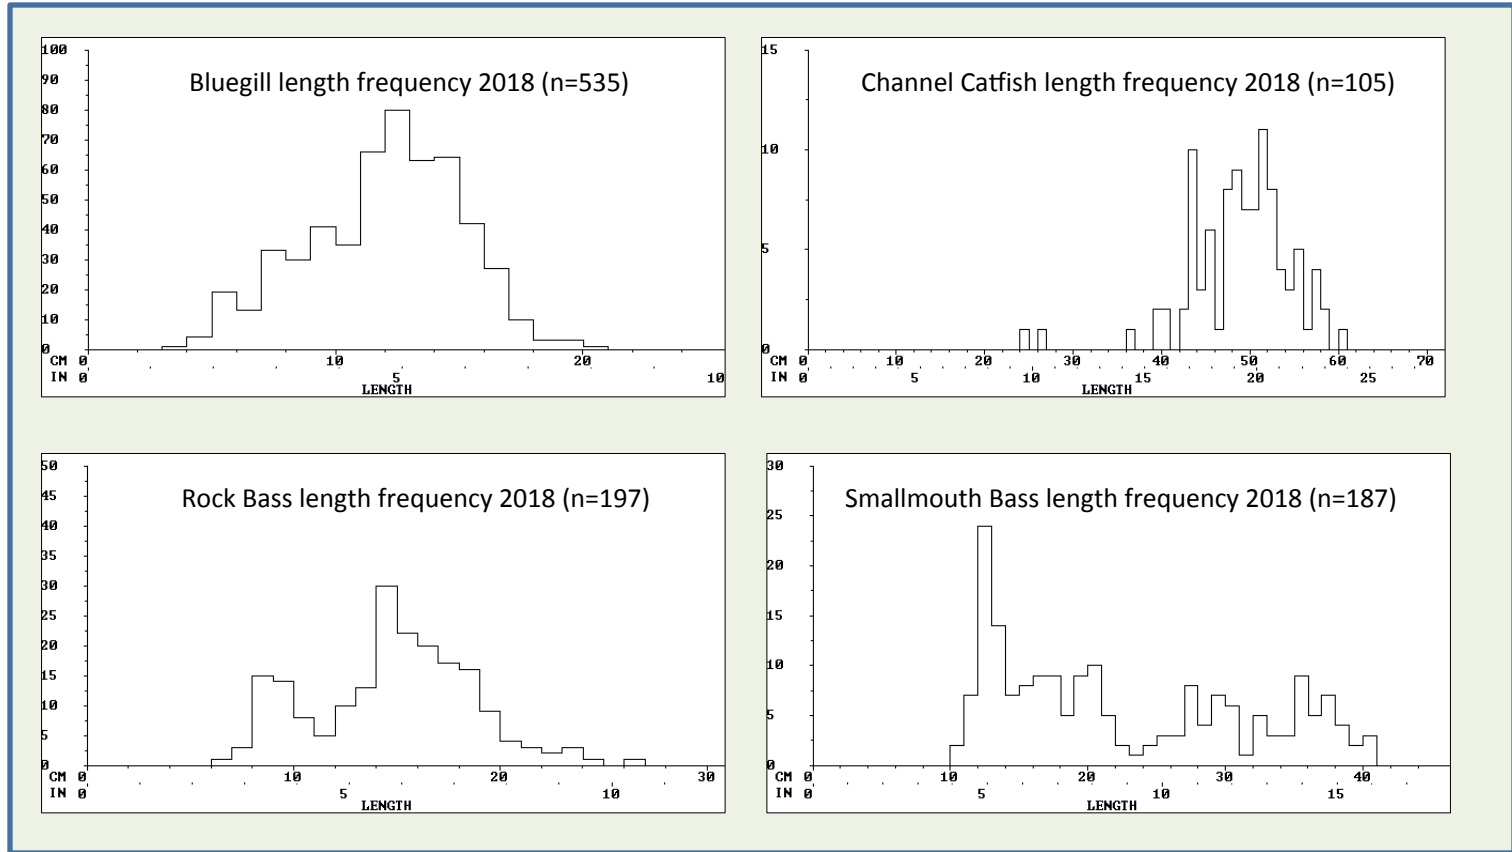 Bluegill length frequency 2018 (n=535)
100
90
80
70
60
50
40
30
20
10
0
CM 0 10 20
IN 0 5 10
LENGTH
Channel Catfish length frequency 2018 (n=105)
15
10
5
0
CM 0 10 20 30 40 50 60 70
IN 0 5 10 15 20 25
LENGTH
Rock Bass length frequency 2018 (n=197)
50
45
40
35
30
25
20
15
10
5
0
CM 0 10 20 30
IN 0 5 10
LENGTH
Smallmouth Bass length frequency 2018 (n=187)
30
25
20
15
10
5
0
CM 0 10 20 30 40
IN 0 5 10 15
LENGTH